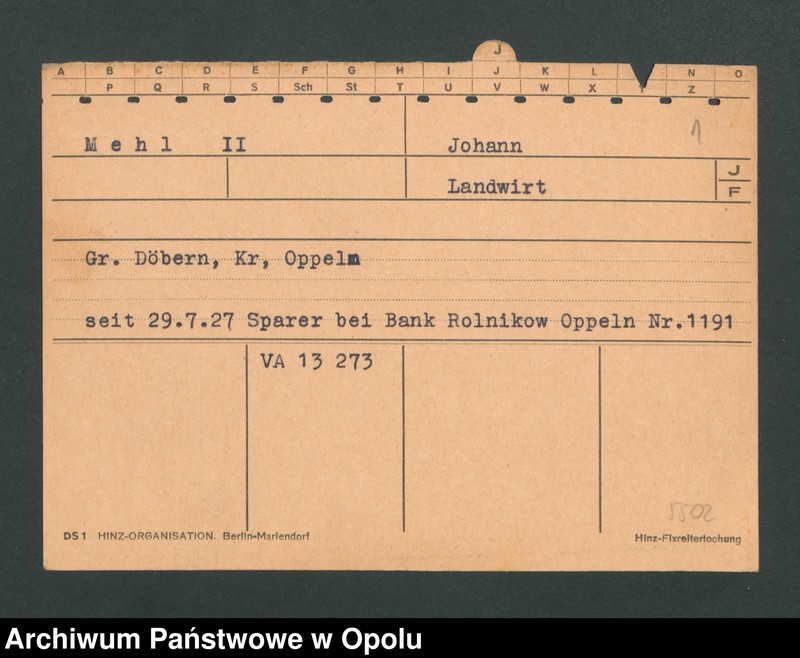 J
A B C D E F G H I J K L N O
P Q R S Sch St T U V W X Y Z
1
Mehl II Johann
Landwirt J
F
Gr. Döbern, Kr, Oppeln
seit 29.7.27 Sparer bei Bank Rolnikow Oppeln Nr.1191
VA 13 273
5502
DS1 HINZ-ORGANISATION. Berlin-Mariendorf Hinz-Fixreiterlochung
Archiwum Państwowe w Opolu